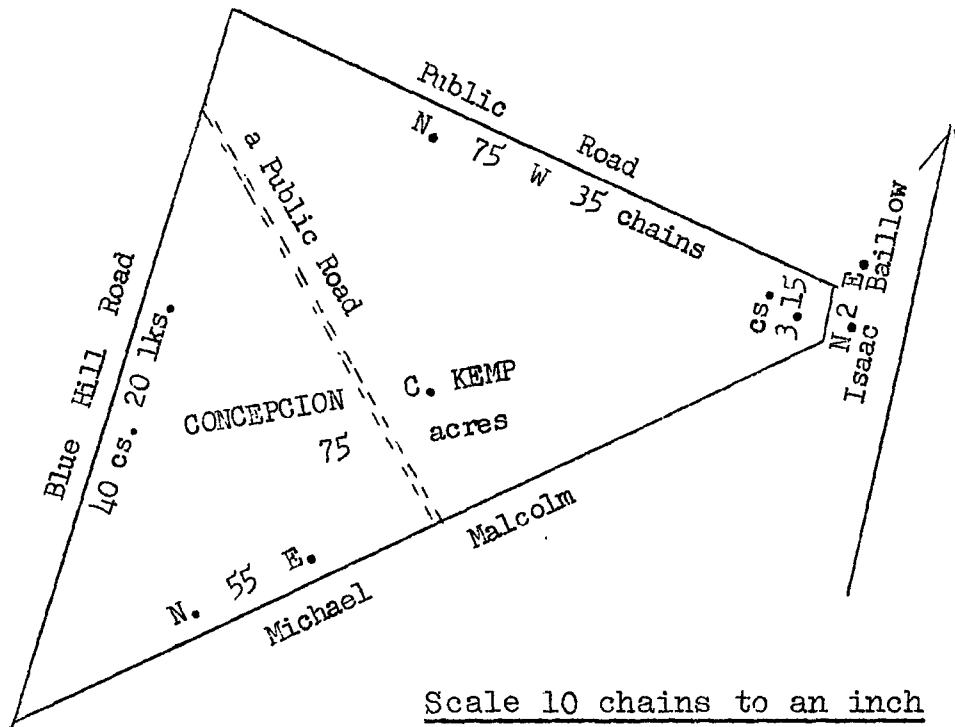 Public Road
N. 75 W 35 chains
a Public Road
Blue Hill Road
40 cs. 20 lks.
cs.
3.15
N.2 E.
Isaac Baillow
CONCEPCION
75
C. KEMP
acres
N. 55 E.
Michael Malcolm
Scale 10 chains to an inch